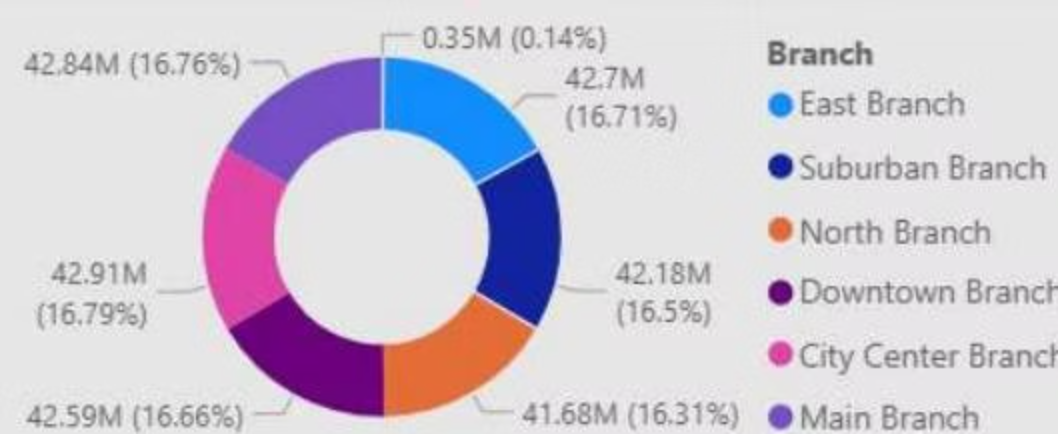 0.35M (0.14%)
42.84M (16.76%)
42.7M
(16.71%)
42.91M
(16.79%)
42.18M
(16.5%)
42.59M (16.66%)
41.68M (16.31%)
Branch
East Branch
Suburban Branch
North Branch
Downtown Branch
City Center Branch
Main Branch